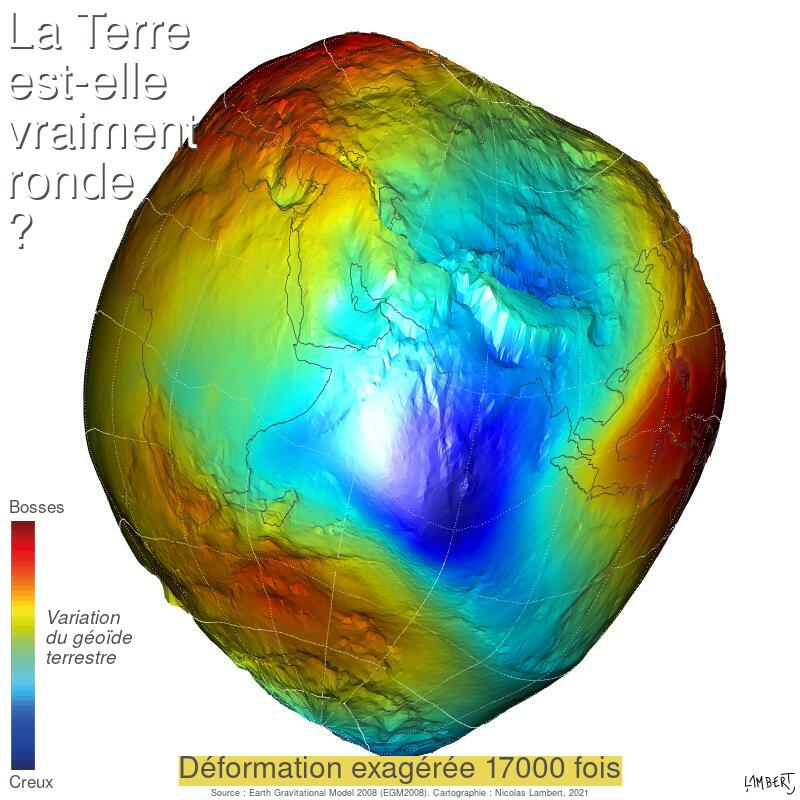 La Terre
est-elle
vraiment
ronde
?
Bosses
Variation
du géoïde
terrestre
Creux
Déformation exagérée 17000 fois
Source : Earth Gravitational Model 2008 (EGM2008). Cartographie : Nicolas Lambert, 2021
LAMBERT